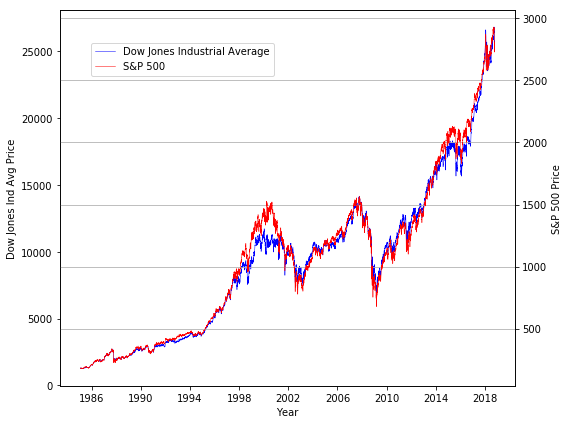 Dow Jones Industrial Average
S&P 500
Dow Jones Ind Avg Price
25000
20000
15000
10000
5000
0
3000
2500
2000
1500
1000
500
S&P 500 Price
1986 1990 1994 1998 2002 2006 2010 2014 2018
Year